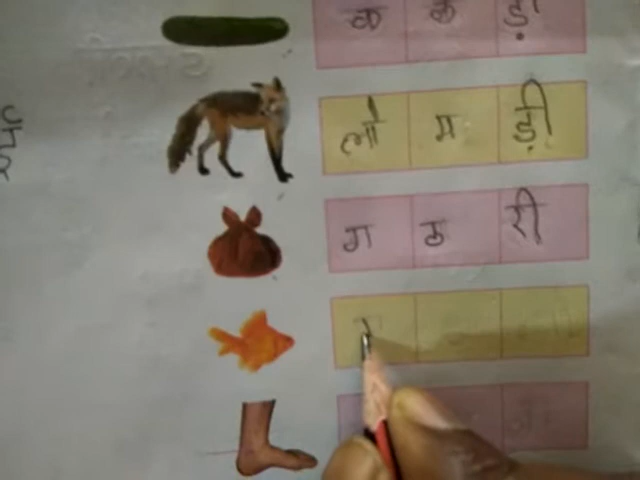 क क ड़ी
लो म ड़ी
ग ठ री